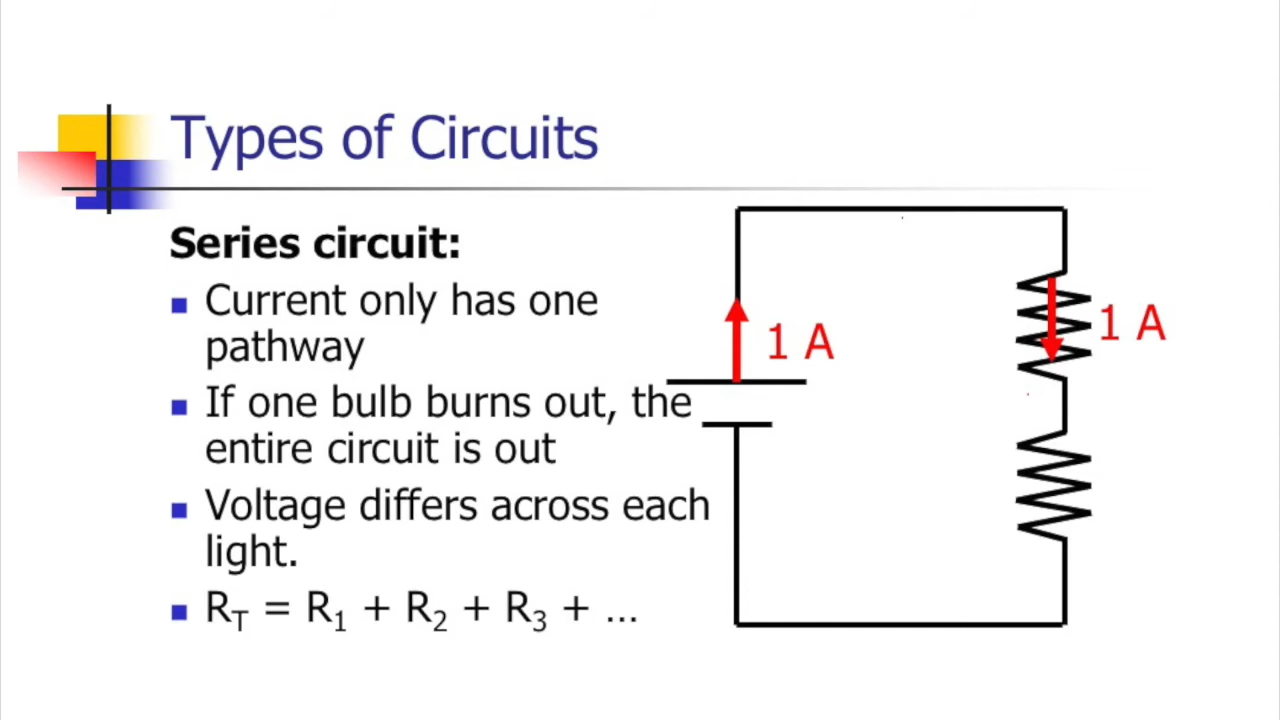 Types of Circuits
Series circuit:
Current only has one
pathway
If one bulb burns out, the
entire circuit is out
Voltage differs across each
light.
R_T = R_1 + R_2 + R_3 + …
1 A
1 A